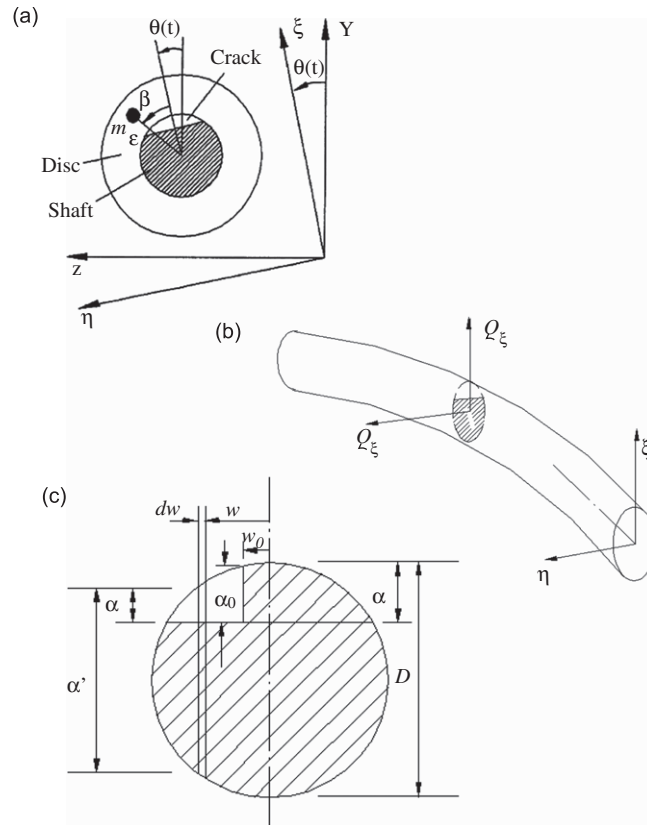 (a)
θ(t)
ξ
Y
Crack
θ(t)
β
m
ε
Disc
Shaft
z
η
(b)
Q_ξ
Q_ξ
ξ
η
(c)
dw
w
w_0
α
α_0
α
α'
D